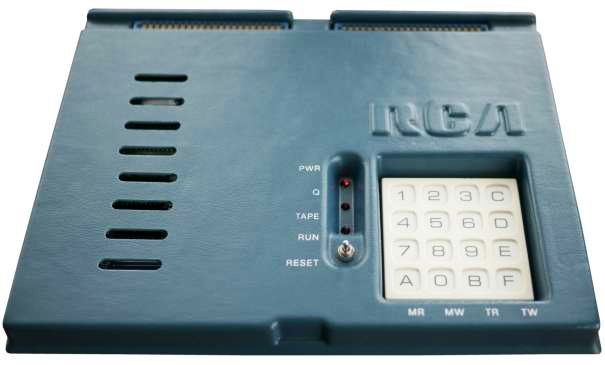 RCA
PWR
Q
TAPE
RUN
RESET
1 2 3 C
4 5 6 D
7 8 9 E
A 0 B F
MR MW TR TW